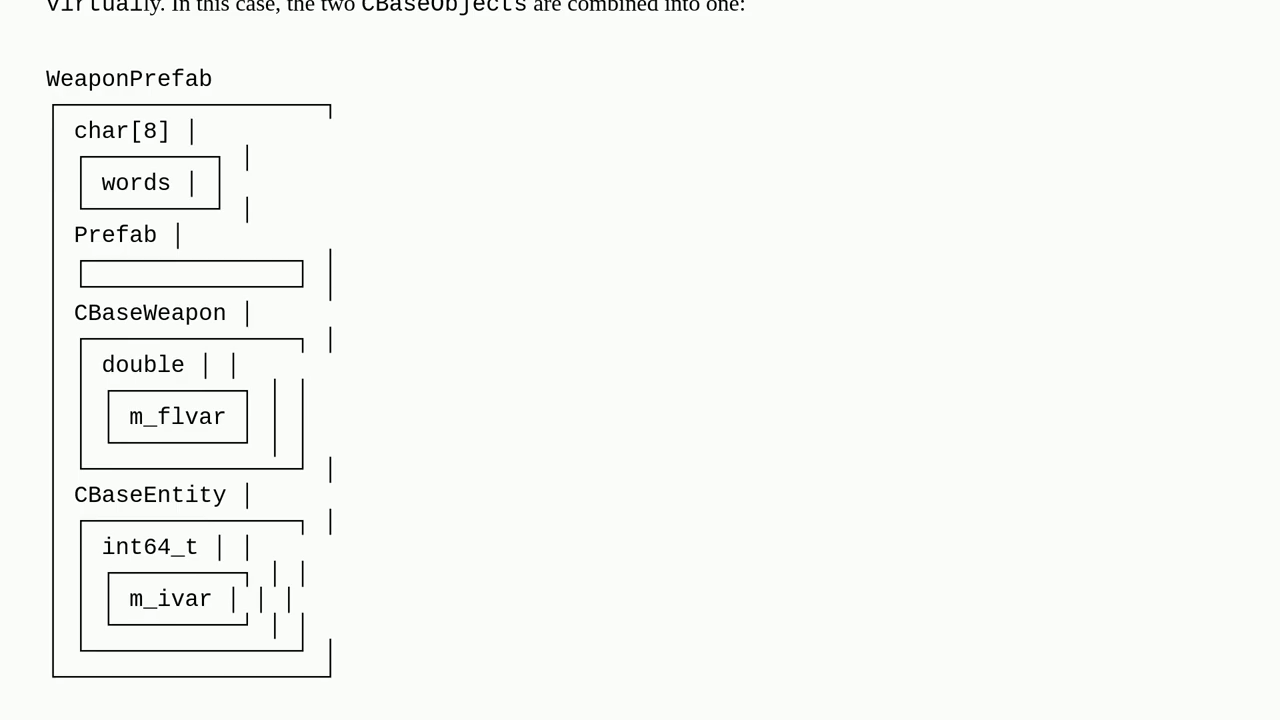 virtually. In this case, the two CBaseObjects are combined into one:
WeaponPrefab
char[8] │
words │
Prefab │
CBaseWeapon │
double │ │
m_flvar
CBaseEntity │
int64_t │ │
m_ivar │ │ │